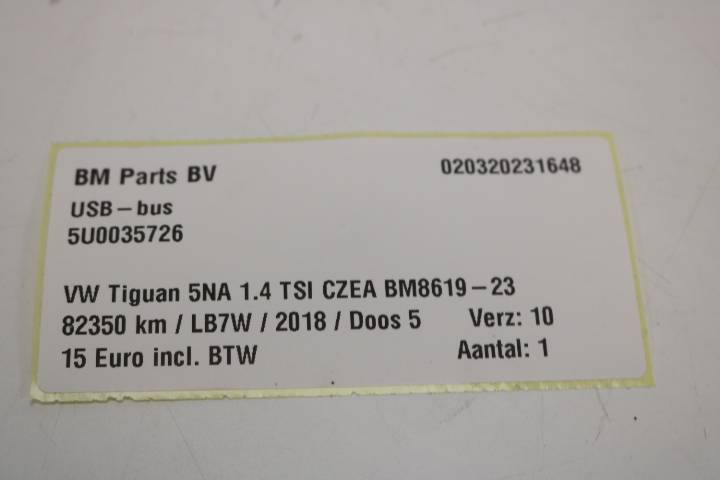 BM Parts BV 020320231648
USB-bus
5U0035726
VW Tiguan 5NA 1.4 TSI CZEA BM8619-23
82350 km / LB7W / 2018 / Doos 5 Verz: 10
15 Euro incl. BTW Aantal: 1